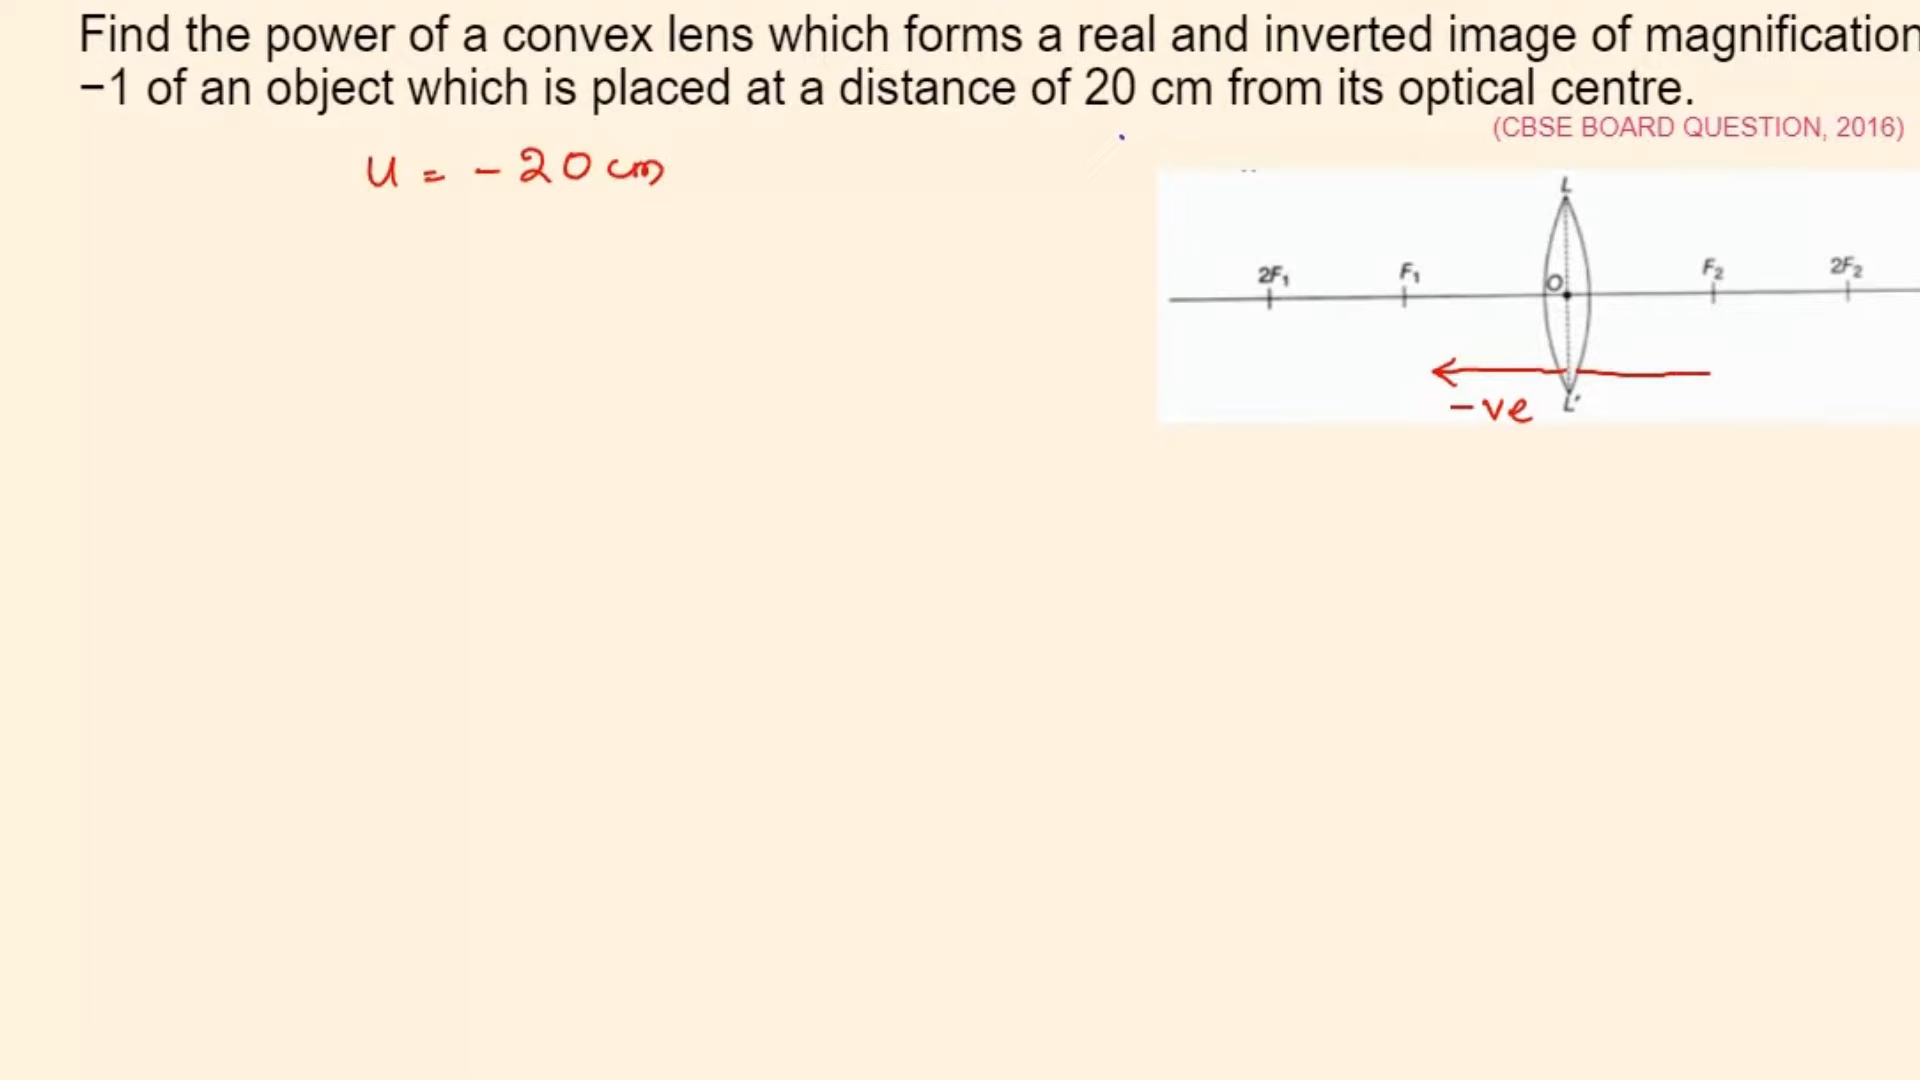 Find the power of a convex lens which forms a real and inverted image of magnification
−1 of an object which is placed at a distance of 20 cm from its optical centre.
(CBSE BOARD QUESTION, 2016)
u = - 20 cm
L
2F₁ F₁ O F₂ 2F₂
-ve L'